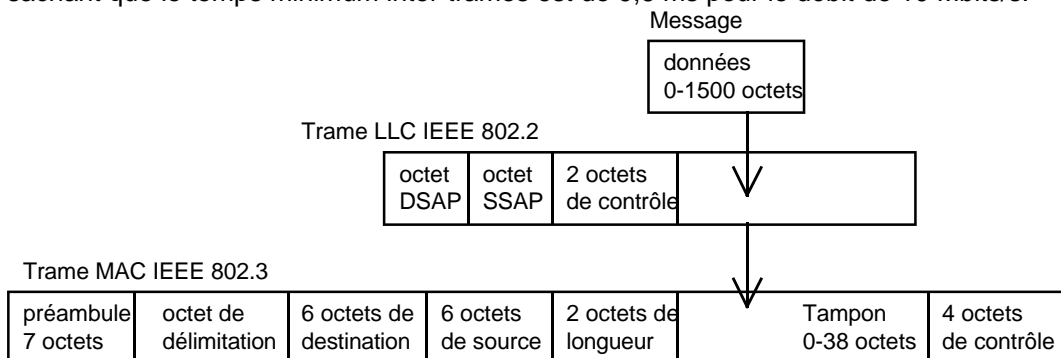 sachant que le temps minimum inter-trames est de 9,6 ms pour le débit de 10 Mbits/s.
Message
données
0-1500 octets
Trame LLC IEEE 802.2
octet
DSAP
octet
SSAP
2 octets
de contrôle
Trame MAC IEEE 802.3
préambule
7 octets
octet de
délimitation
6 octets de
destination
6 octets
de source
2 octets de
longueur
Tampon
0-38 octets
4 octets
de contrôle